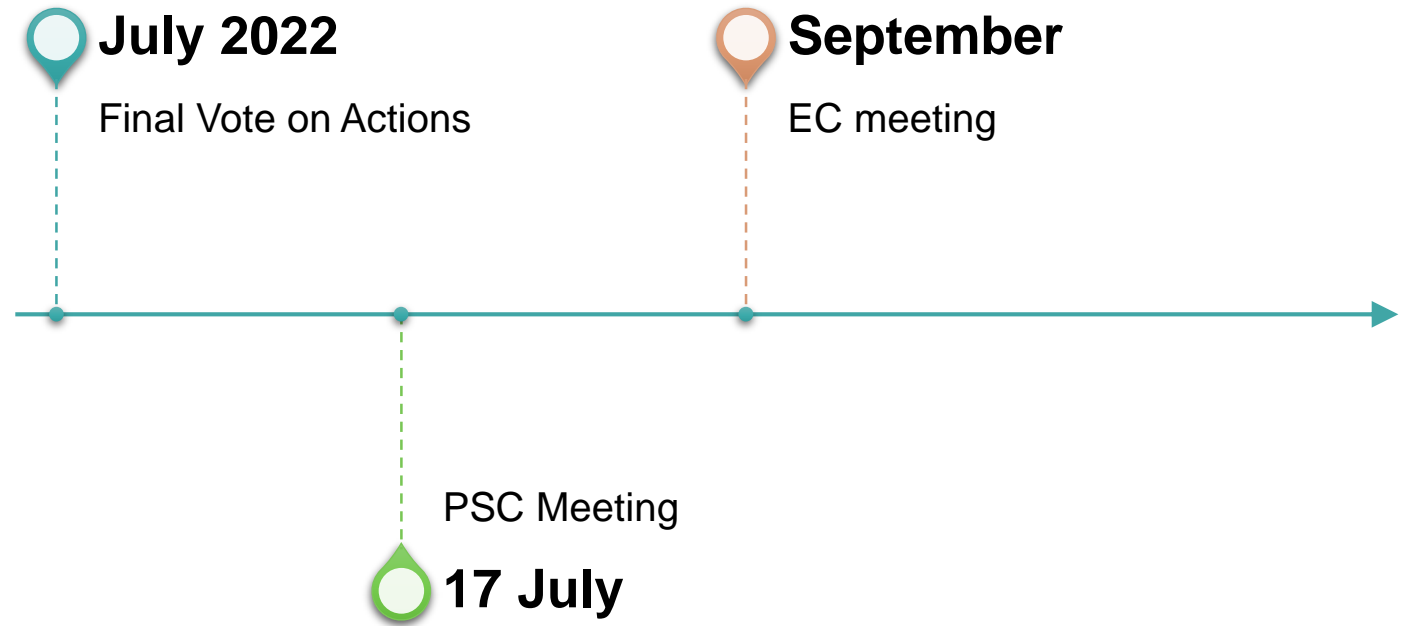 July 2022
Final Vote on Actions
September
EC meeting
PSC Meeting
17 July